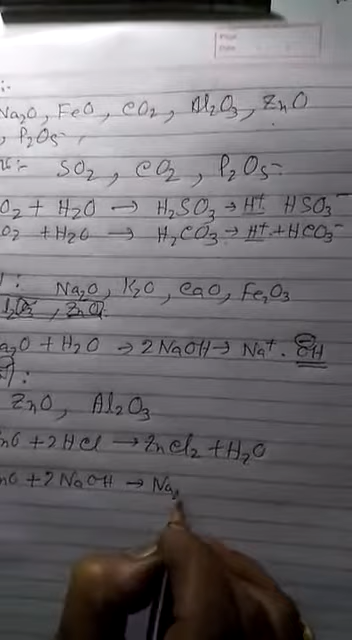 :-
Na₂O, FeO, CO₂, Al₂O₃, ZnO
, P₂O₅ ,
:- SO₂, CO₂, P₂O₅
O₂ + H₂O → H₂SO₃ → H⁺ HSO₃⁻
O₂ + H₂O → H₂CO₃ → H⁺ + HCO₃⁻
: Na₂O, K₂O, CaO, Fe₂O₃
, ZnO
a₂O + H₂O → 2NaOH → Na⁺ . OH
:
ZnO, Al₂O₃
nO + 2HCl → ZnCl₂ + H₂O
nO + 2NaOH → Na₂